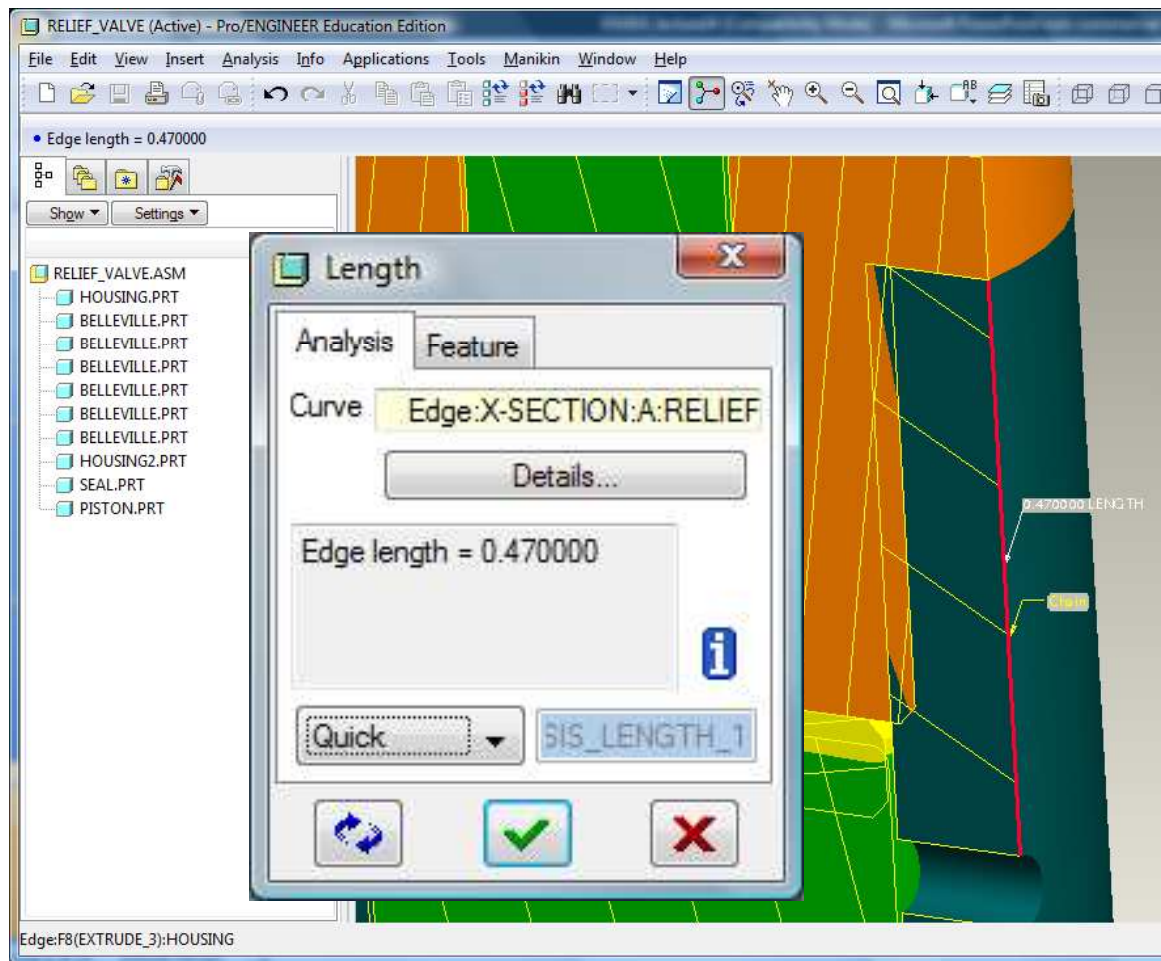 RELIEF_VALVE (Active) - Pro/ENGINEER Education Edition
File Edit View Insert Analysis Info Applications Tools Manikin Window Help
• Edge length = 0.470000
Show Settings
RELIEF_VALVE.ASM
HOUSING.PRT
BELLEVILLE.PRT
BELLEVILLE.PRT
BELLEVILLE.PRT
BELLEVILLE.PRT
BELLEVILLE.PRT
BELLEVILLE.PRT
HOUSING2.PRT
SEAL.PRT
PISTON.PRT
Length
Analysis Feature
Curve Edge:X-SECTION:A:RELIEF
Details...
Edge length = 0.470000
Quick SIS_LENGTH_1
0.470000 LENGTH
Chain
Edge:F8(EXTRUDE_3):HOUSING